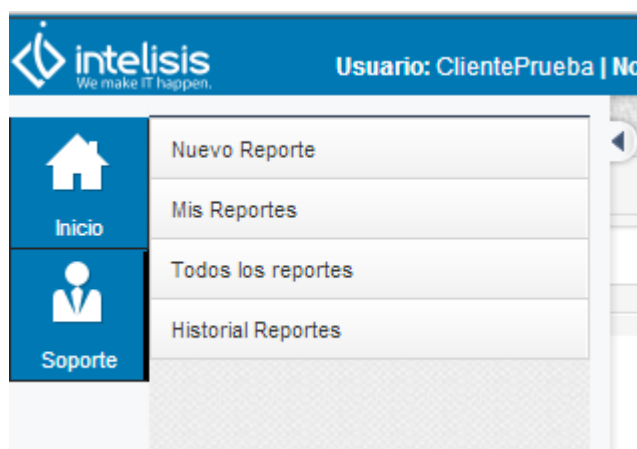 intelisis
We make IT happen.
Usuario: ClientePrueba | No
Inicio
Soporte
Nuevo Reporte
Mis Reportes
Todos los reportes
Historial Reportes